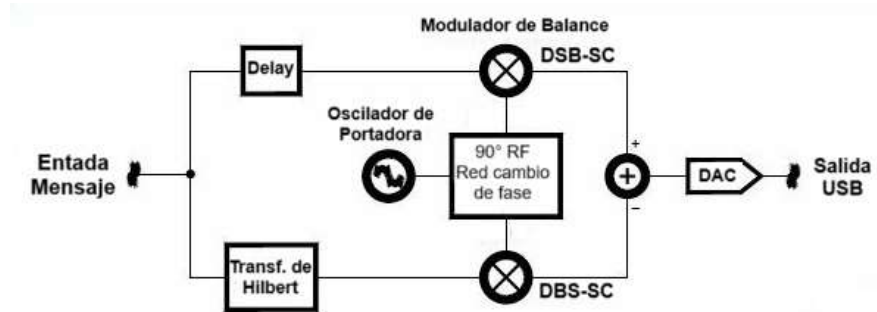 Modulador de Balance
DSB-SC
Delay
Oscilador de
Portadora
90° RF
Red cambio
de fase
Entada
Mensaje
+
+
−
DAC
Salida
USB
Transf. de
Hilbert
DBS-SC